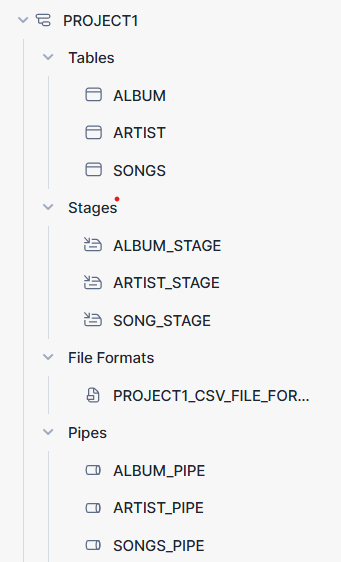 PROJECT1
Tables
ALBUM
ARTIST
SONGS
Stages
ALBUM_STAGE
ARTIST_STAGE
SONG_STAGE
File Formats
PROJECT1_CSV_FILE_FOR...
Pipes
ALBUM_PIPE
ARTIST_PIPE
SONGS_PIPE